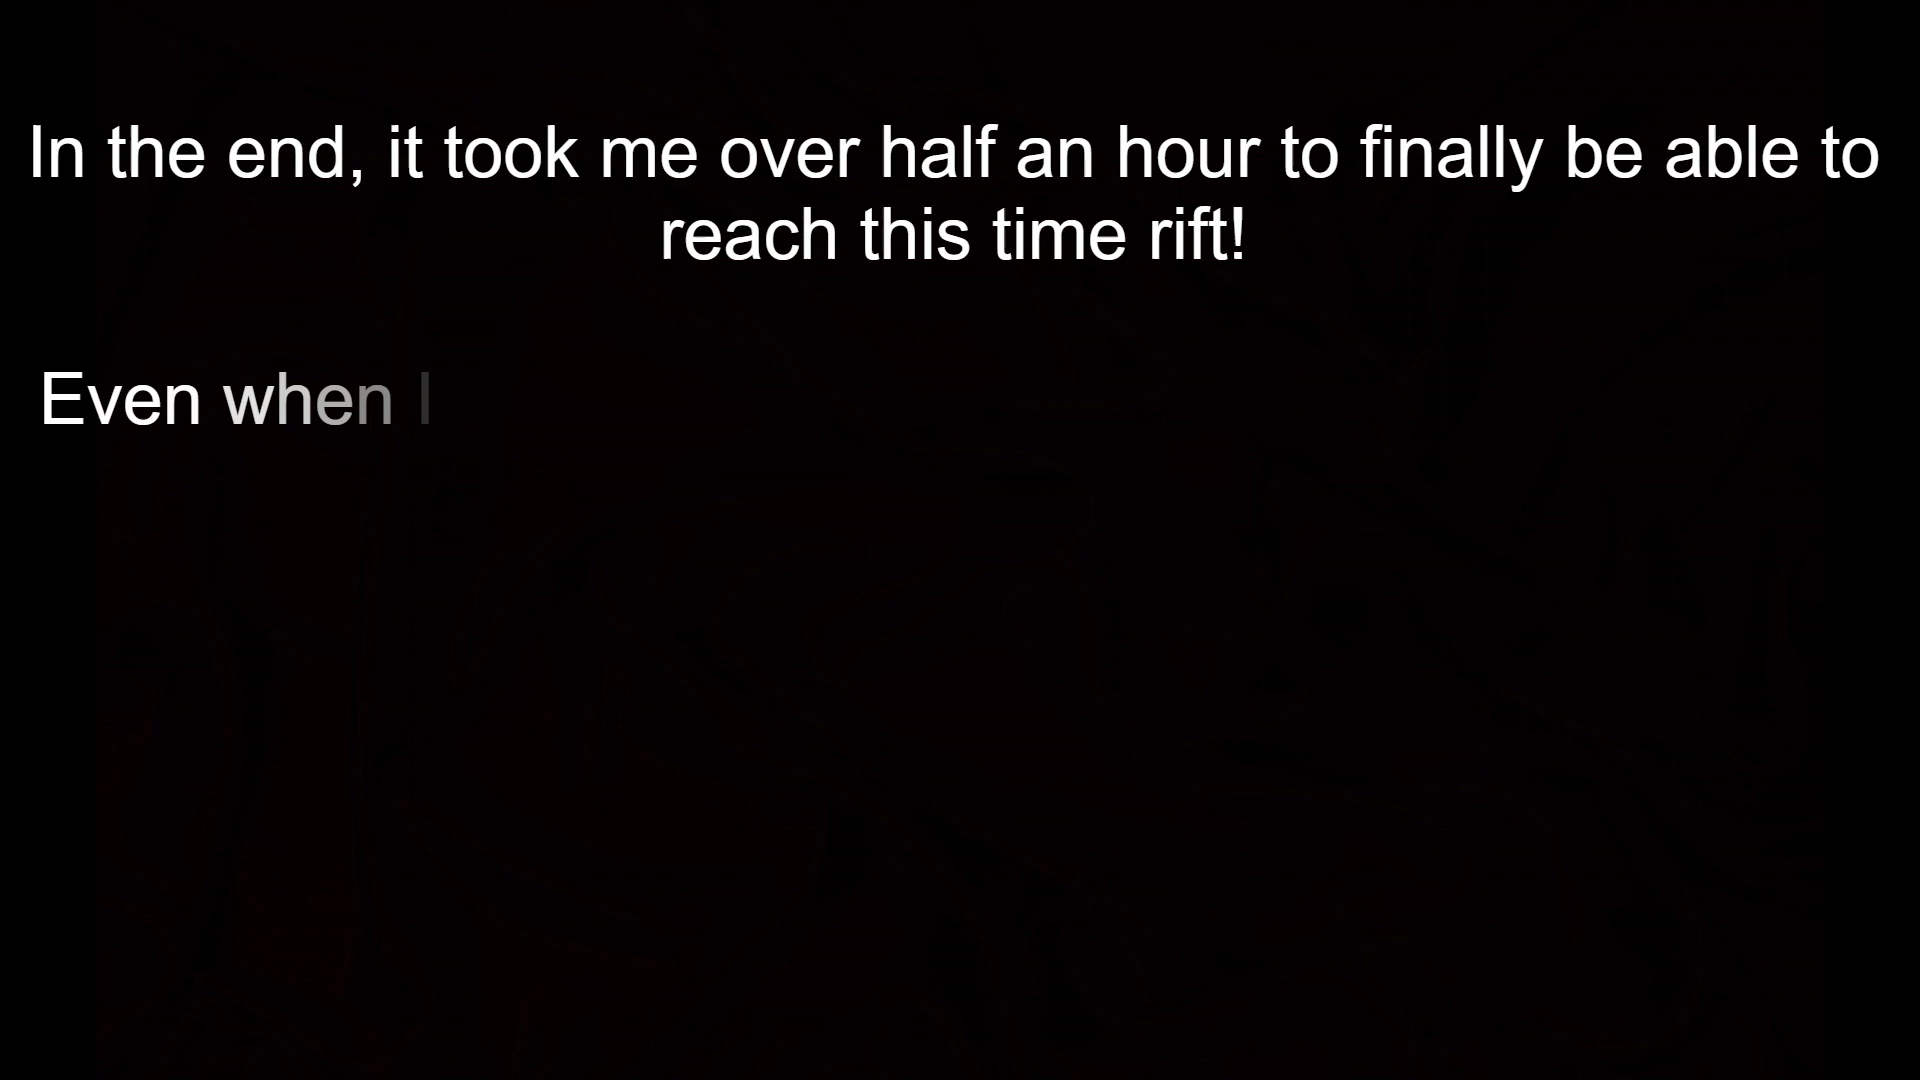 In the end, it took me over half an hour to finally be able to
reach this time rift!
Even when I